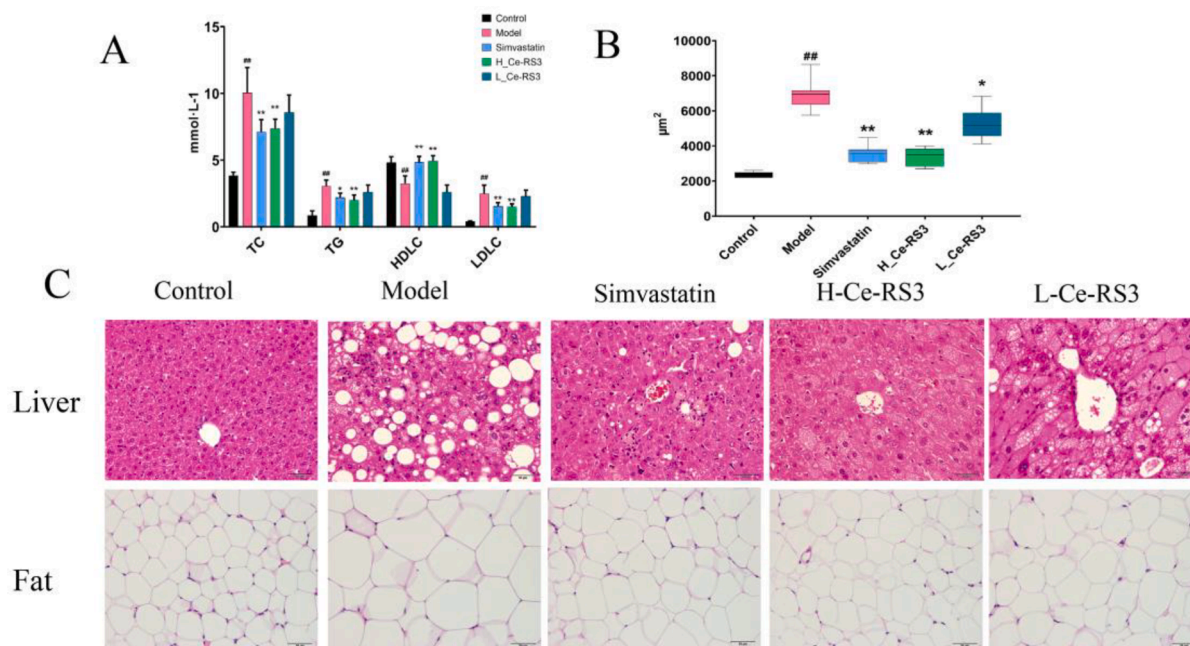 A
mmol·L-1
15
10
5
0
Control
Model
Simvastatin
H_Ce-RS3
L_Ce-RS3
##
**
**
##
*
**
##
**
**
##
**
**
TC
TG
HDLC
LDLC
B
µm²
10000
8000
6000
4000
2000
0
##
**
**
*
Control
Model
Simvastatin
H_Ce-RS3
L_Ce-RS3
C
Control Model Simvastatin H-Ce-RS3 L-Ce-RS3
Liver
Fat